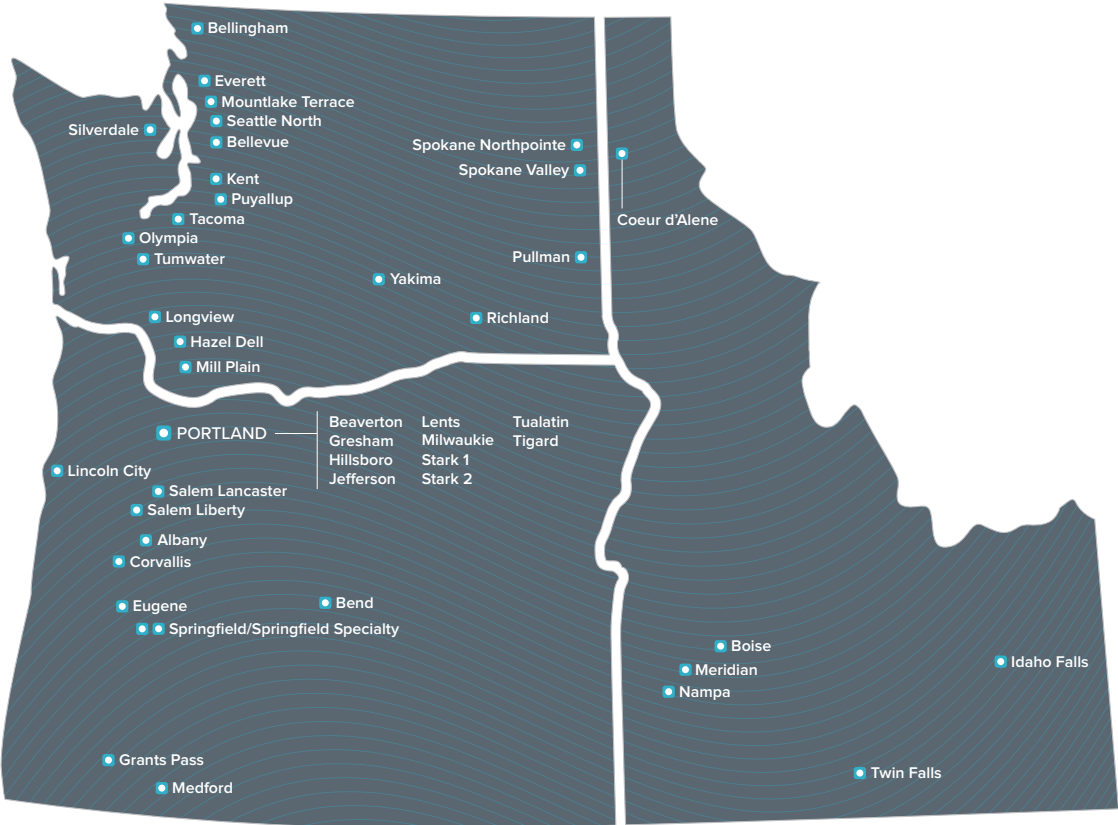 Bellingham
Everett
Mountlake Terrace
Seattle North
Silverdale
Bellevue
Spokane Northpointe
Spokane Valley
Kent
Puyallup
Tacoma
Coeur d’Alene
Olympia
Tumwater
Pullman
Yakima
Longview
Richland
Hazel Dell
Mill Plain
PORTLAND
Beaverton Lents Tualatin
Gresham Milwaukie Tigard
Hillsboro Stark 1
Jefferson Stark 2
Lincoln City
Salem Lancaster
Salem Liberty
Albany
Corvallis
Eugene
Bend
Springfield/Springfield Specialty
Boise
Meridian
Idaho Falls
Nampa
Grants Pass
Twin Falls
Medford